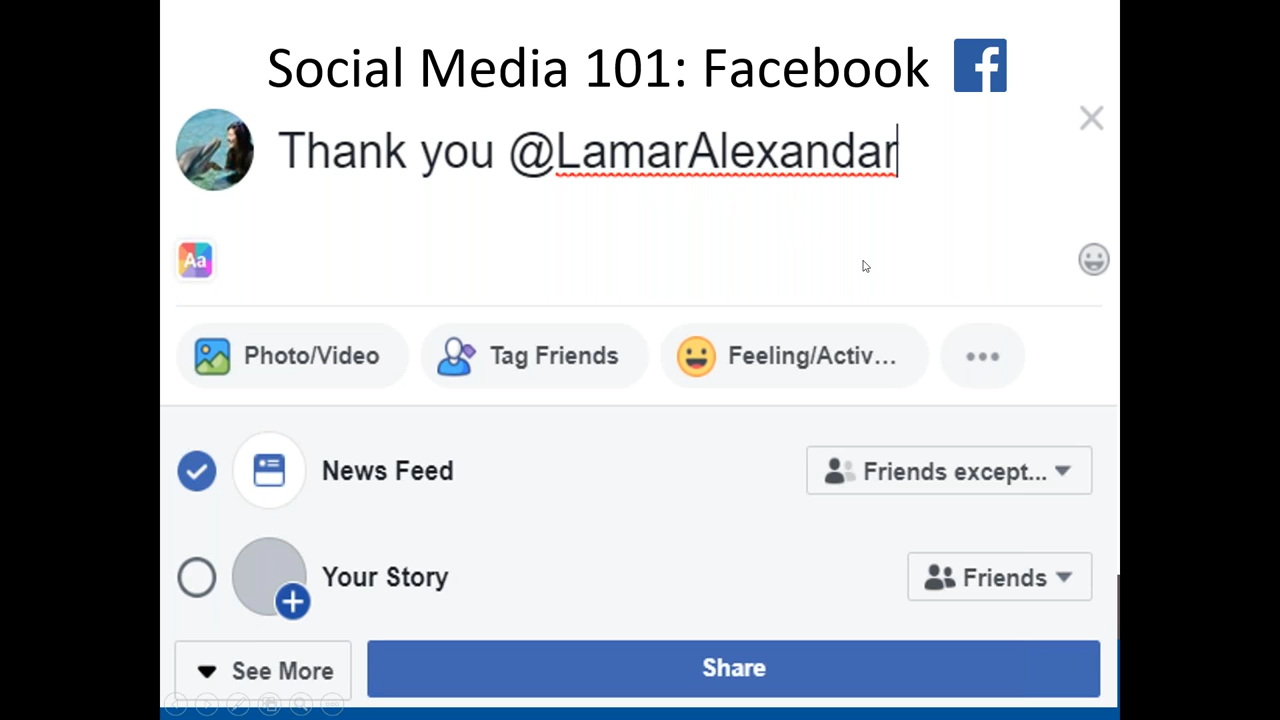 Social Media 101: Facebook f
Thank you @LamarAlexandar
Aa
Photo/Video Tag Friends Feeling/Activ... •••
News Feed Friends except...
Your Story Friends
See More Share